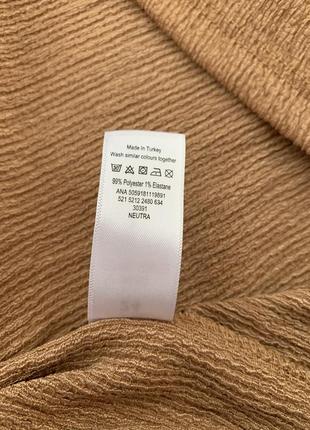 Made In Turkey
Wash similar colours together
99% Polyester 1% Elastane
ANA 5059181119891
521 5212 2480 634
30391
NEUTRA